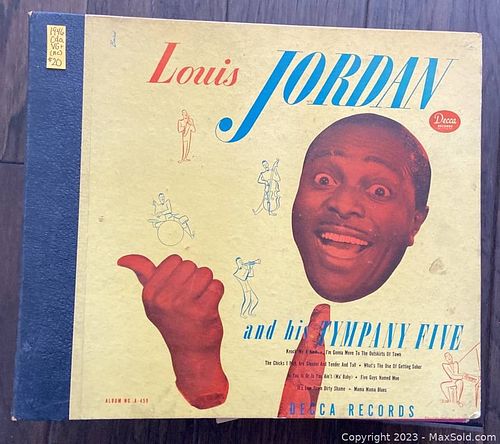 1946
VG+
$20
Louis JORDAN
Decca
RECORDS
and his TYMPANY FIVE
Knock Me A Kiss • I'm Gonna Move To The Outskirts Of Town
The Chicks I Pick Are Slender And Tender And Tall • What's The Use Of Getting Sober
Is You Is Or Is You Ain't (Ma' Baby) • Five Guys Named Moe
It's Low Down Dirty Shame • Mama Mama Blues
ALBUM NO. A-450
DECCA RECORDS
Copyright © 2023 - MaxSold.com